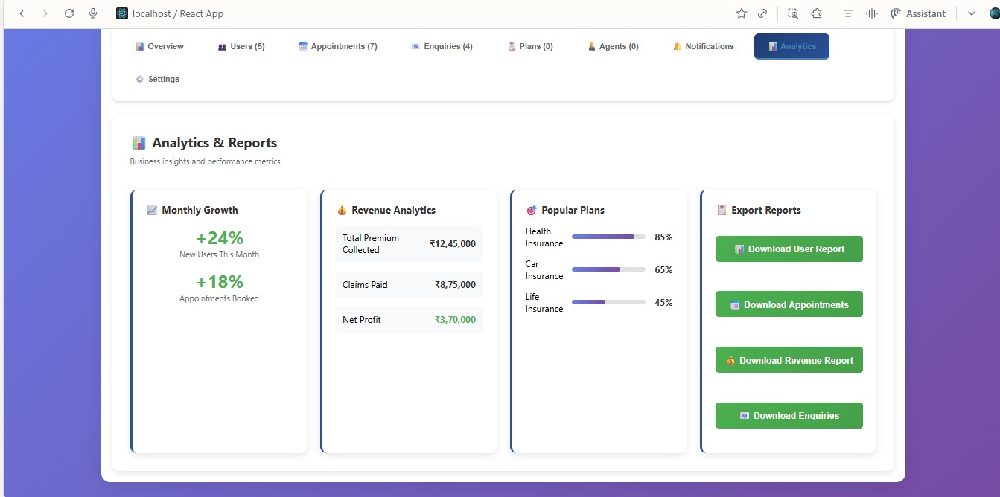 localhost / React App
Assistant
Overview
Users (5)
Appointments (7)
Enquiries (4)
Plans (0)
Agents (0)
Notifications
Analytics
Settings
Analytics & Reports
Business insights and performance metrics
Monthly Growth
+24%
New Users This Month
+18%
Appointments Booked
Revenue Analytics
Total Premium
Collected
₹12,45,000
Claims Paid
₹8,75,000
Net Profit
₹3,70,000
Popular Plans
Health
Insurance
85%
Car
Insurance
65%
Life
Insurance
45%
Export Reports
Download User Report
Download Appointments
Download Revenue Report
Download Enquiries